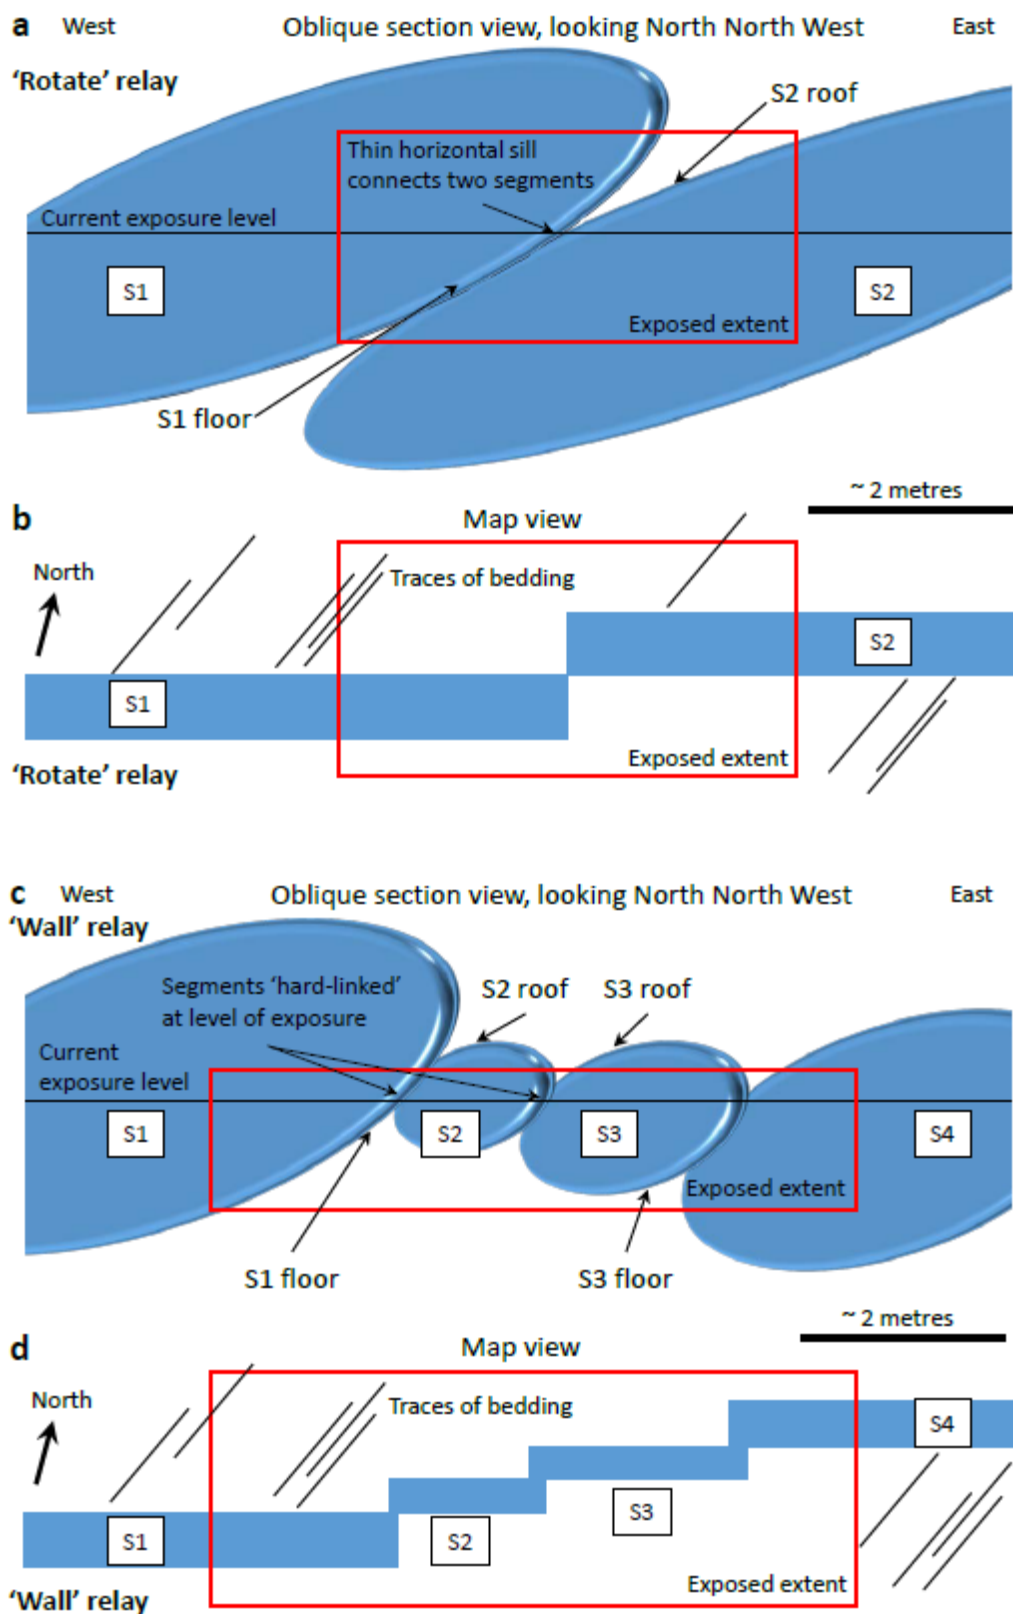 a West Oblique section view, looking North North West East
'Rotate' relay
S2 roof
Thin horizontal sill
connects two segments
Current exposure level
S1
S2
Exposed extent
S1 floor
~ 2 metres
b
Map view
North
Traces of bedding
S2
S1
Exposed extent
'Rotate' relay
c West Oblique section view, looking North North West East
'Wall' relay
Segments 'hard-linked'
at level of exposure
S2 roof S3 roof
Current
exposure level
S1
S2
S3
S4
Exposed extent
S1 floor
S3 floor
~ 2 metres
d
Map view
North
Traces of bedding
S4
S3
S1
S2
Exposed extent
'Wall' relay